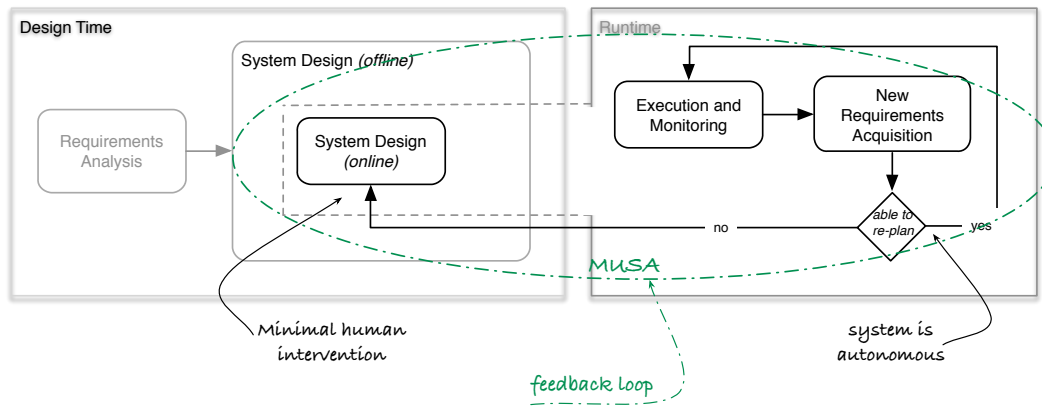 Design Time
Runtime
System Design (offline)
Requirements
Analysis
System Design
(online)
Execution and
Monitoring
New
Requirements
Acquisition
able to
re-plan
no
yes
MUSA
Minimal human
intervention
system is
autonomous
feedback loop